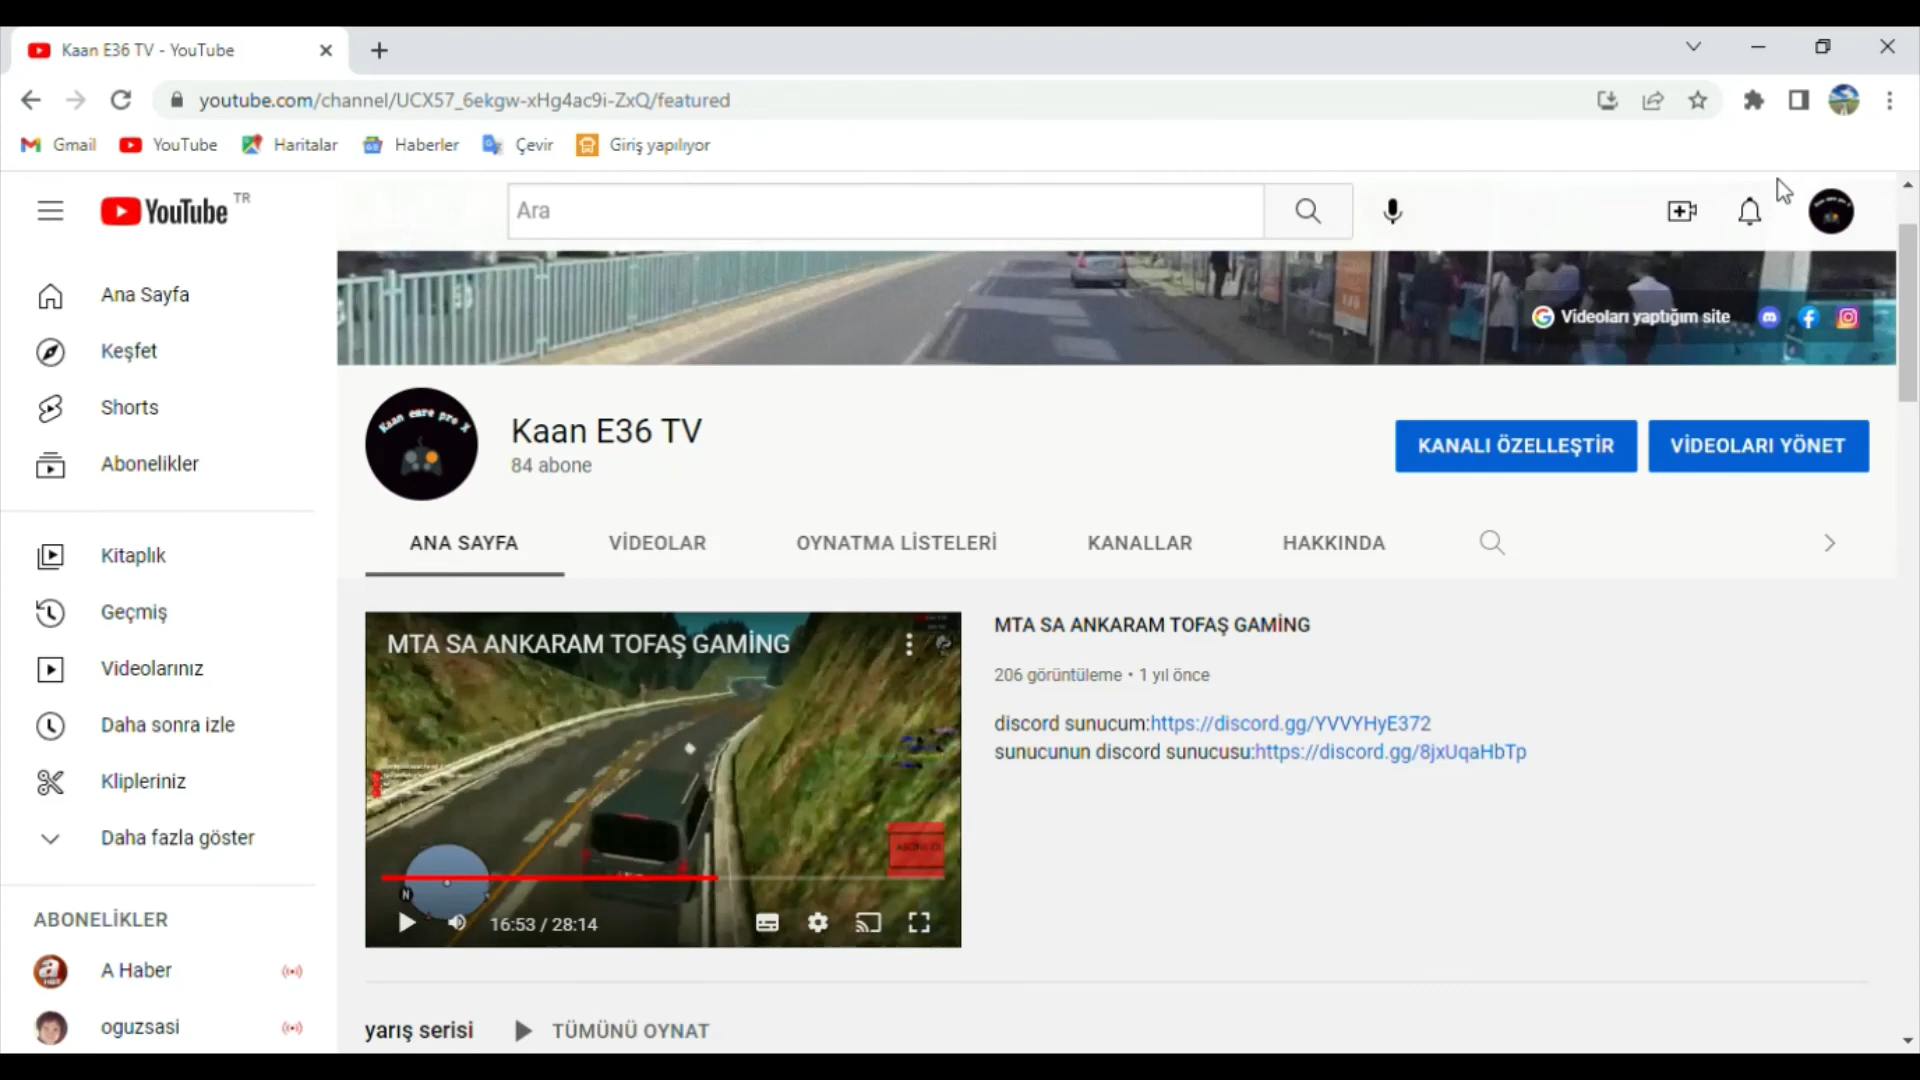 Kaan E36 TV - YouTube
youtube.com/channel/UCX57_6ekgw-xHg4ac9i-ZxQ/featured
Gmail YouTube Haritalar Haberler Çevir Giriş yapılıyor
YouTube TR
Ara
Ana Sayfa
Keşfet
Shorts
Abonelikler
Kitaplık
Geçmiş
Videolarınız
Daha sonra izle
Klipleriniz
Daha fazla göster
ABONELİKLER
A Haber
oguzsasi
Videoları yaptığım site
Kaan emre pro X
Kaan E36 TV
84 abone
KANALI ÖZELLEŞTİR
VİDEOLARI YÖNET
ANA SAYFA VİDEOLAR OYNATMA LİSTELERİ KANALLAR HAKKINDA
MTA SA ANKARAM TOFAŞ GAMİNG
ABONE OL
N
16:53 / 28:14
MTA SA ANKARAM TOFAŞ GAMİNG
206 görüntüleme • 1 yıl önce
discord sunucum:https://discord.gg/YVVYHyE372
sunucunun discord sunucusu:https://discord.gg/8jxUqaHbTp
yarış serisi TÜMÜNÜ OYNAT